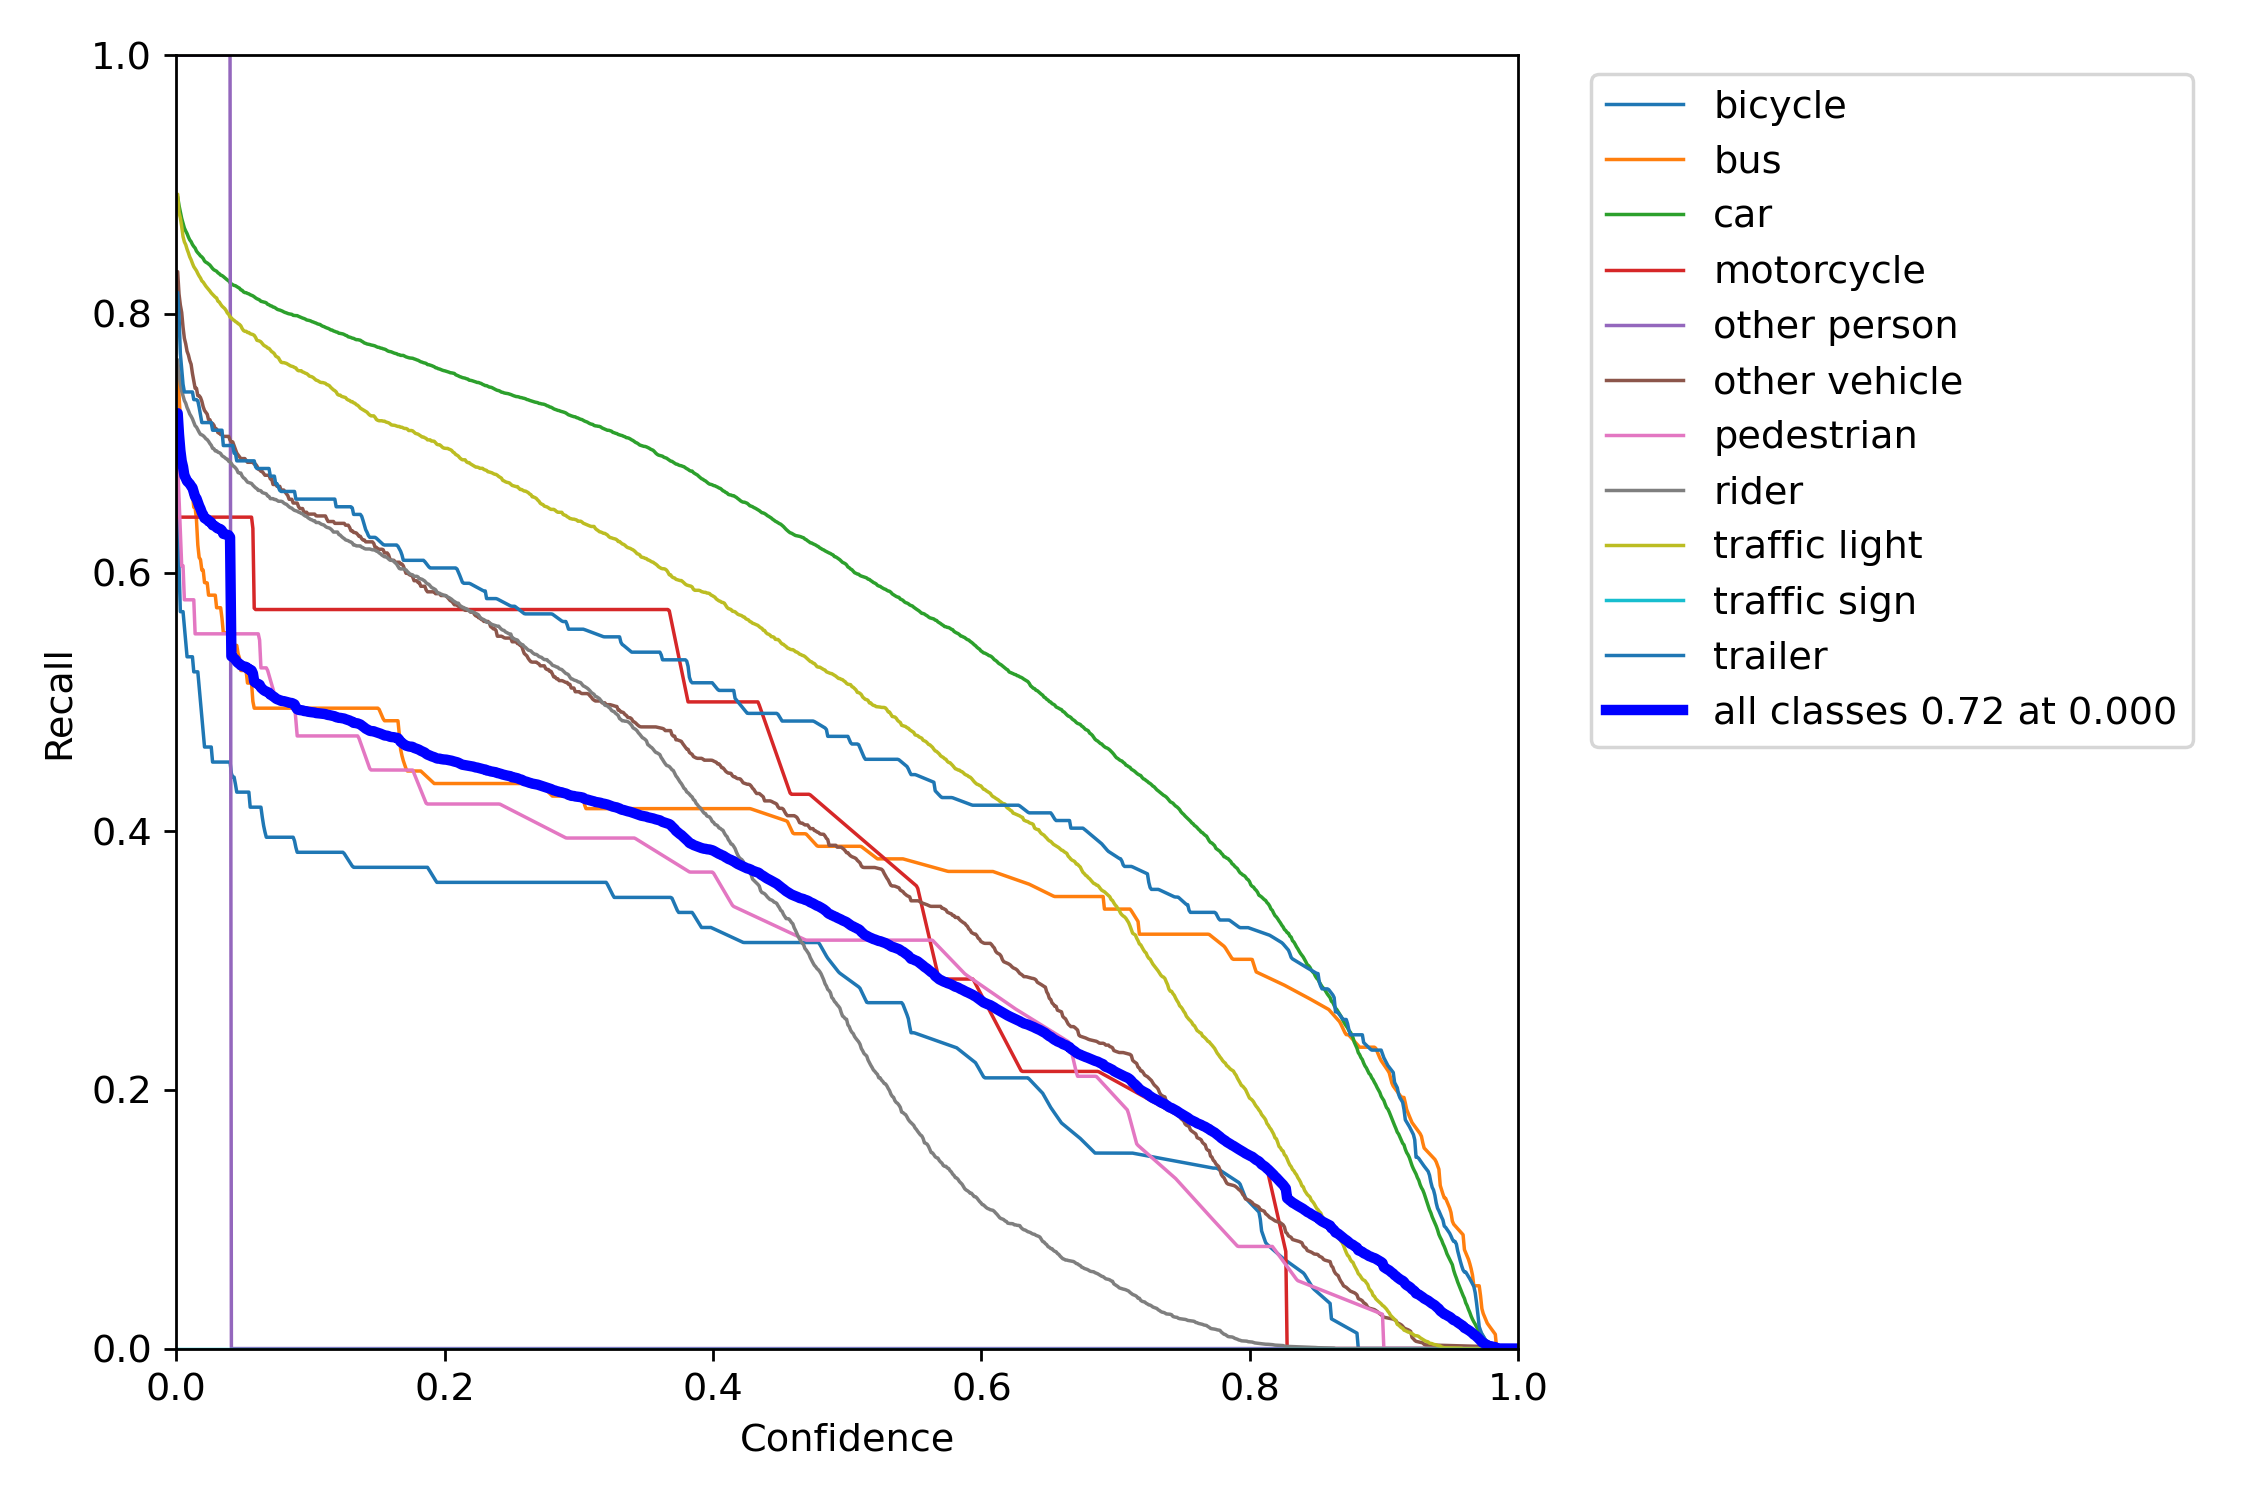 1.0
0.8
0.6
0.4
0.2
0.0
Recall
0.0 0.2 0.4 0.6 0.8 1.0
Confidence
bicycle
bus
car
motorcycle
other person
other vehicle
pedestrian
rider
traffic light
traffic sign
trailer
all classes 0.72 at 0.000